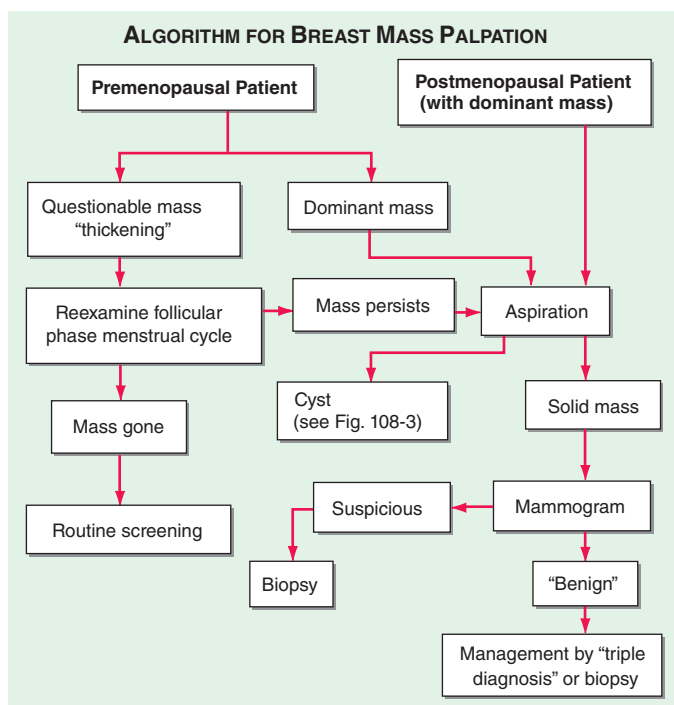 ALGORITHM FOR BREAST MASS PALPATION
Premenopausal Patient
Postmenopausal Patient
(with dominant mass)
Questionable mass
“thickening”
Dominant mass
Reexamine follicular
phase menstrual cycle
Mass persists
Aspiration
Cyst
(see Fig. 108-3)
Solid mass
Mass gone
Routine screening
Suspicious
Mammogram
Biopsy
“Benign”
Management by “triple
diagnosis” or biopsy